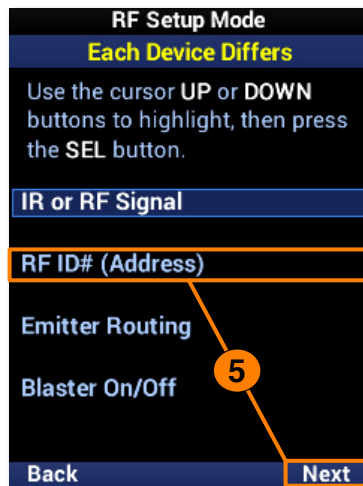 RF Setup Mode
Each Device Differs
Use the cursor UP or DOWN
buttons to highlight, then press
the SEL button.
IR or RF Signal
RF ID# (Address)
Emitter Routing
5
Blaster On/Off
Back Next